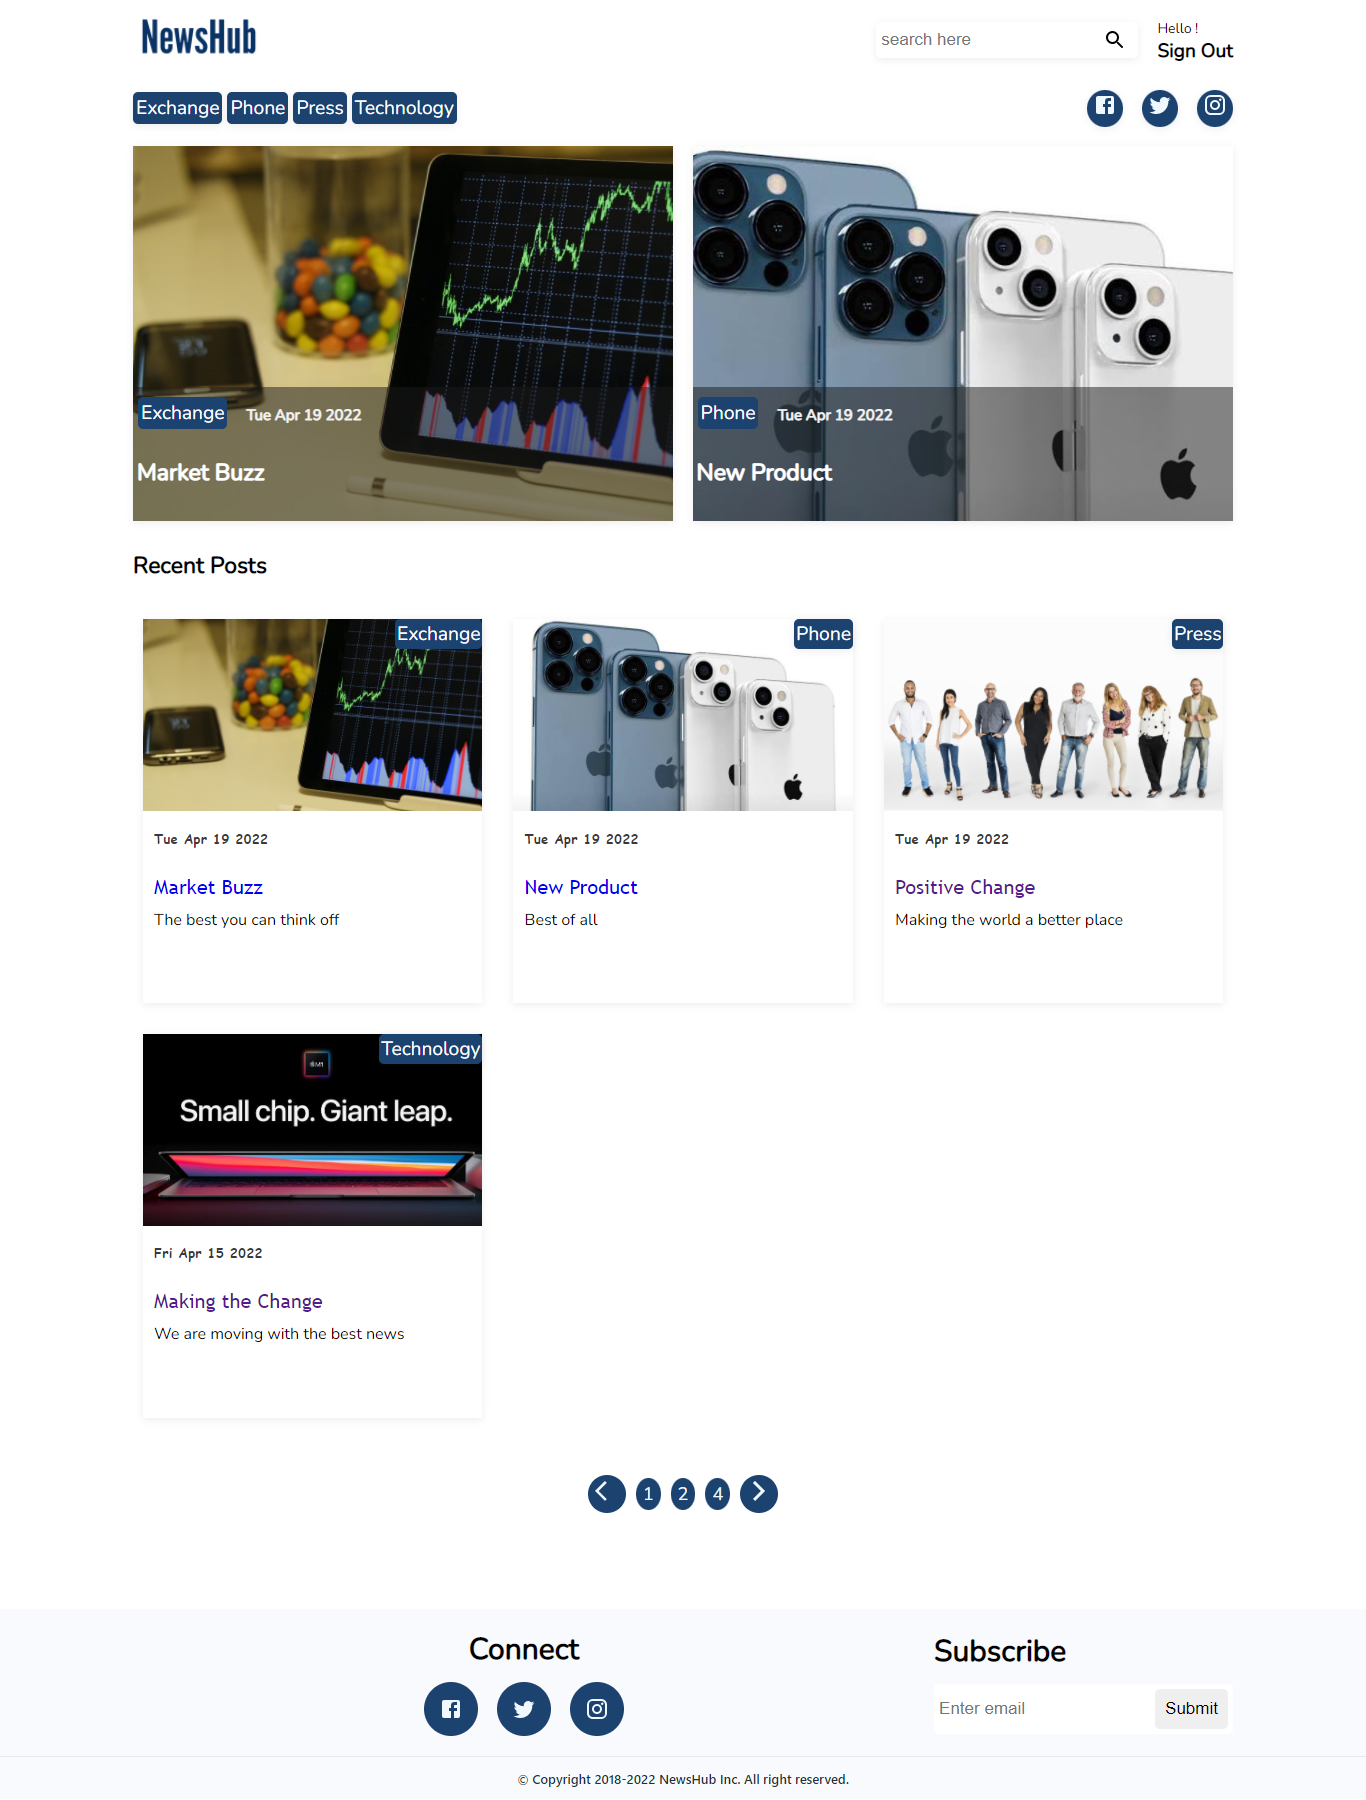 NewsHub
search here
Hello !
Sign Out
Exchange Phone Press Technology
Exchange Tue Apr 19 2022
Market Buzz
Phone Tue Apr 19 2022
New Product
Recent Posts
Exchange
Tue Apr 19 2022
Market Buzz
The best you can think off
Phone
Tue Apr 19 2022
New Product
Best of all
Press
Tue Apr 19 2022
Positive Change
Making the world a better place
Technology
M1
Small chip. Giant leap.
Fri Apr 15 2022
Making the Change
We are moving with the best news
1 2 4
Connect
Subscribe
Enter email Submit
© Copyright 2018-2022 NewsHub Inc. All right reserved.